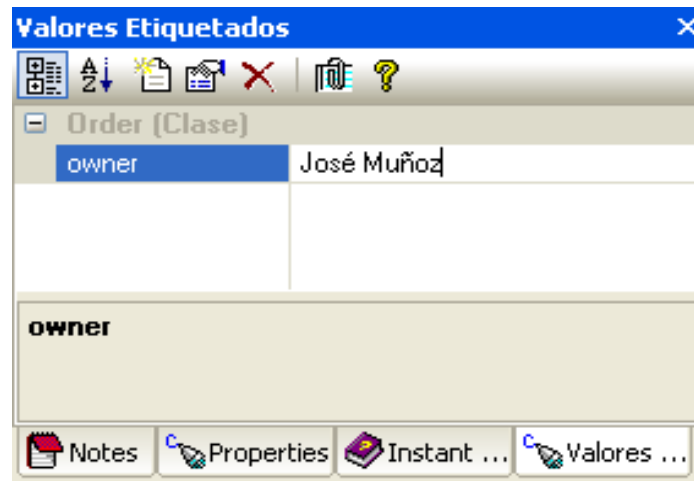 Valores Etiquetados
Order (Clase)
owner José Muñoz
owner
Notes Properties Instant ... Valores ...